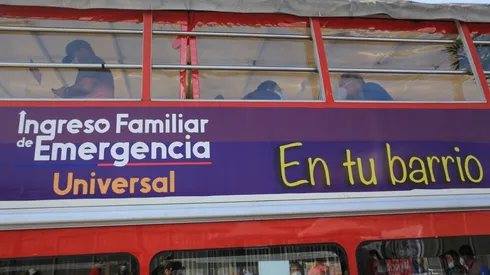 Ingreso Familiar
de Emergencia
Universal
En tu barrio